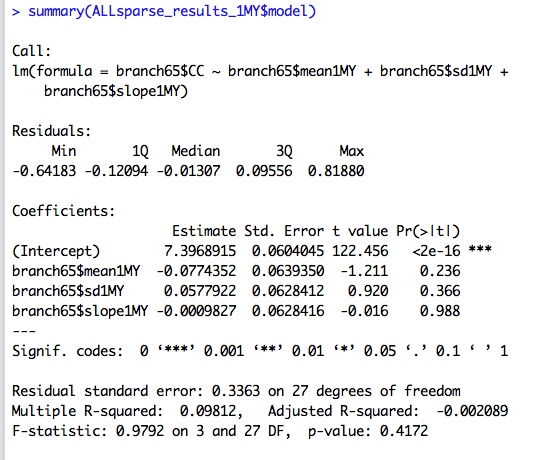 > summary(ALLsparse_results_1MY$model)
Call:
lm(formula = branch65$CC ~ branch65$mean1MY + branch65$sd1MY +
    branch65$slope1MY)
Residuals:
     Min       1Q   Median       3Q      Max
-0.64183 -0.12094 -0.01307  0.09556  0.81880
Coefficients:
                    Estimate Std. Error t value Pr(>|t|)
(Intercept)        7.3968915  0.0604045 122.456   <2e-16 ***
branch65$mean1MY  -0.0774352  0.0639350  -1.211    0.236
branch65$sd1MY     0.0577922  0.0628412   0.920    0.366
branch65$slope1MY -0.0009827  0.0628416  -0.016    0.988
---
Signif. codes:  0 ‘***’ 0.001 ‘**’ 0.01 ‘*’ 0.05 ‘.’ 0.1 ‘ ’ 1
Residual standard error: 0.3363 on 27 degrees of freedom
Multiple R-squared:  0.09812,   Adjusted R-squared:  -0.002089
F-statistic: 0.9792 on 3 and 27 DF,  p-value: 0.4172